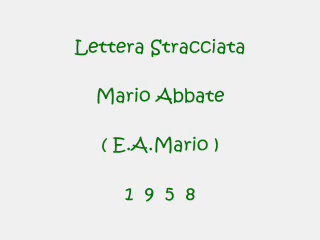 Lettera Stracciata
Mario Abbate
( E.A.Mario )
1 9 5 8